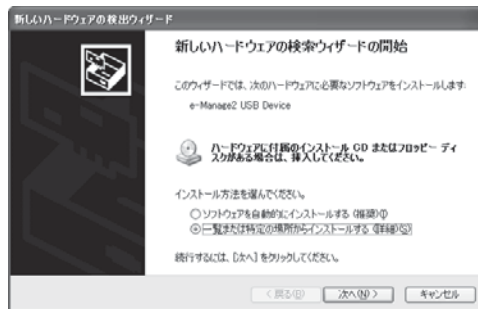 新しいハードウェアの検出ウィザード
新しいハードウェアの検索ウィザードの開始
このウィザードでは、次のハードウェアに必要なソフトウェアをインストールします:
e-Manage2 USB Device
ハードウェアに付属のインストール CD またはフロッピー ディ
スクがある場合は、挿入してください。
インストール方法を選んでください。
ソフトウェアを自動的にインストールする (推奨)(I)
一覧または特定の場所からインストールする (詳細)(S)
続行するには、[次へ] をクリックしてください。
< 戻る(B) 次へ(N) > キャンセル